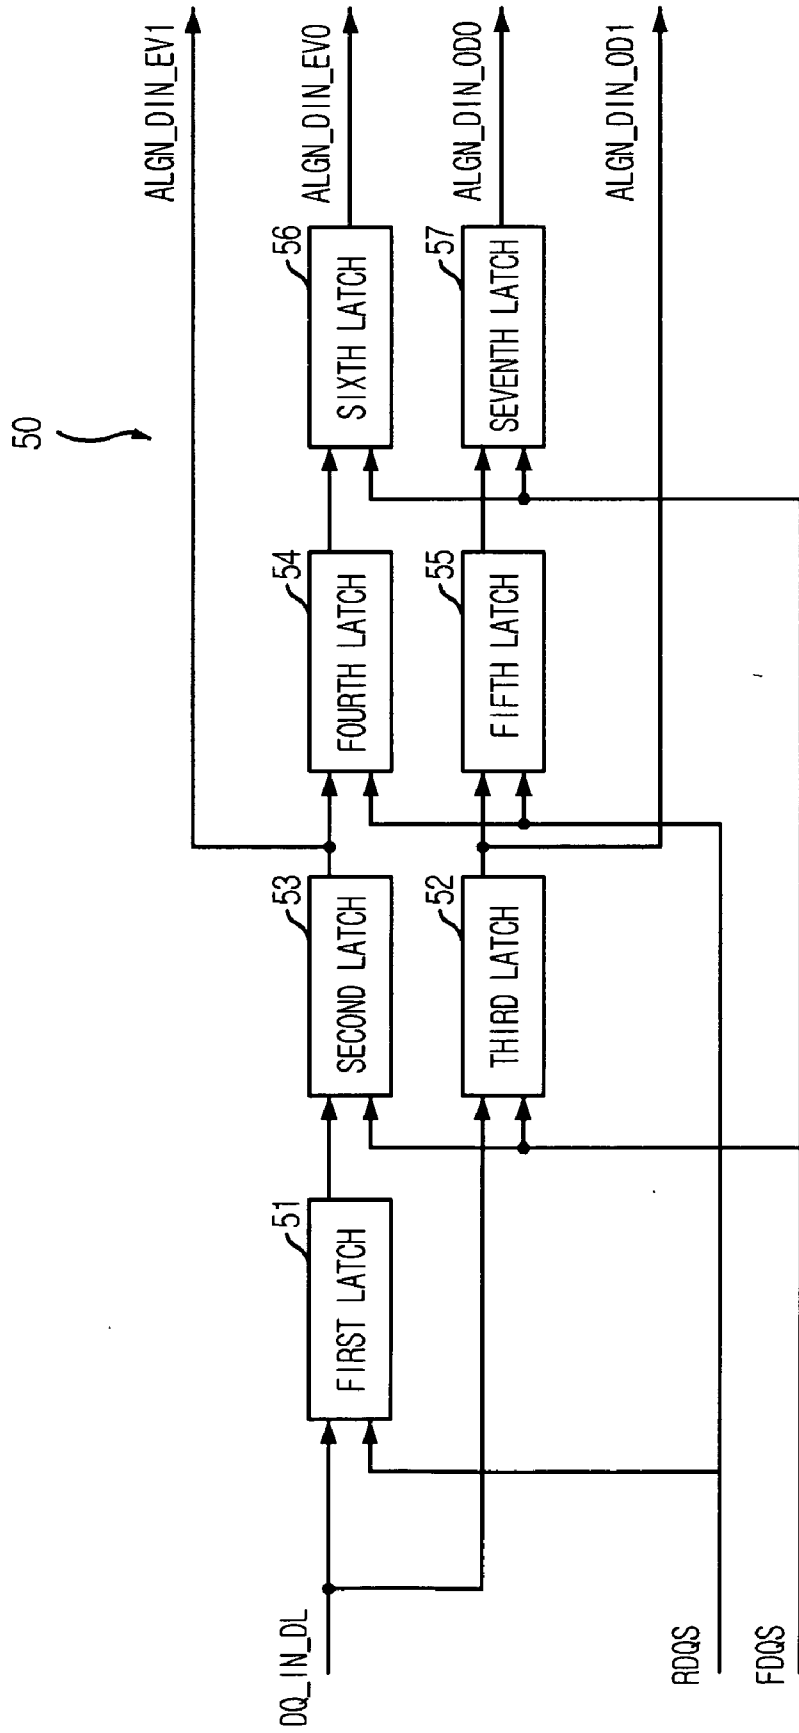 50
DQ_IN_DL
RDQS
FDQS
FIRST LATCH
51
SECOND LATCH
53
THIRD LATCH
52
FOURTH LATCH
54
FIFTH LATCH
55
SIXTH LATCH
56
SEVENTH LATCH
57
ALGN_DIN_EV1
ALGN_DIN_EV0
ALGN_DIN_OD0
ALGN_DIN_OD1